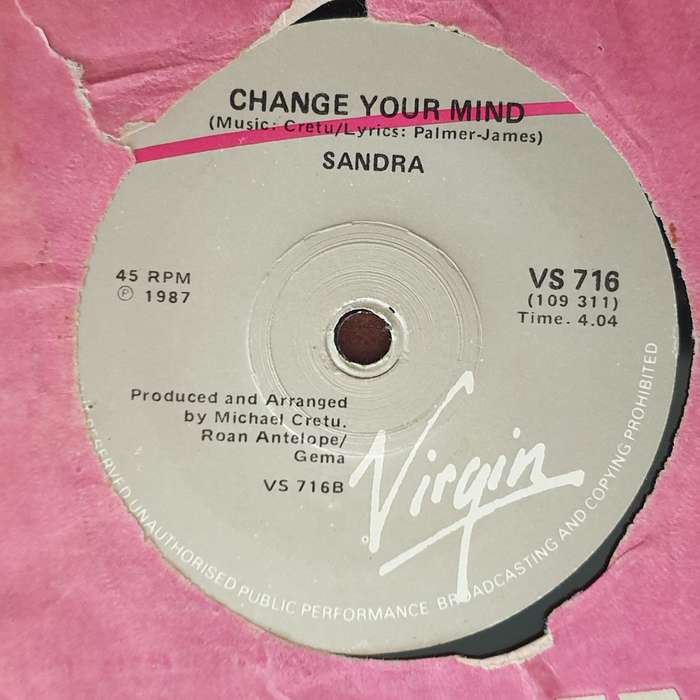 CHANGE YOUR MIND
(Music: Cretu/Lyrics: Palmer-James)
SANDRA
45 RPM
Ⓟ 1987
VS 716
(109 311)
Time. 4.04
Produced and Arranged
by Michael Cretu.
Roan Antelope/
Gema
VS 716B
Virgin
RESERVED UNAUTHORISED PUBLIC PERFORMANCE BROADCASTING AND COPYING PROHIBITED